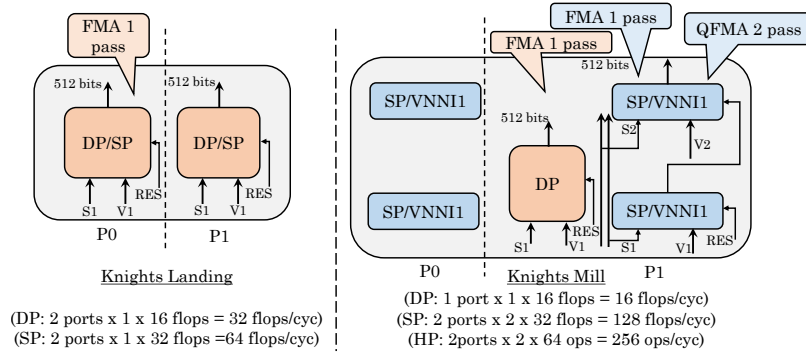 FMA 1
pass
512 bits
512 bits
DP/SP
DP/SP
RES
RES
S1
V1
S1
V1
P0
P1
Knights Landing
(DP: 2 ports x 1 x 16 flops = 32 flops/cyc)
(SP: 2 ports x 1 x 32 flops =64 flops/cyc)
FMA 1 pass
FMA 1 pass
QFMA 2 pass
512 bits
SP/VNNI1
SP/VNNI1
S2
V2
512 bits
DP
SP/VNNI1
SP/VNNI1
RES
S1
V1
S1
V1
RES
P0
P1
Knights Mill
(DP: 1 port x 1 x 16 flops = 16 flops/cyc)
(SP: 2 ports x 2 x 32 flops = 128 flops/cyc)
(HP: 2ports x 2 x 64 ops = 256 ops/cyc)